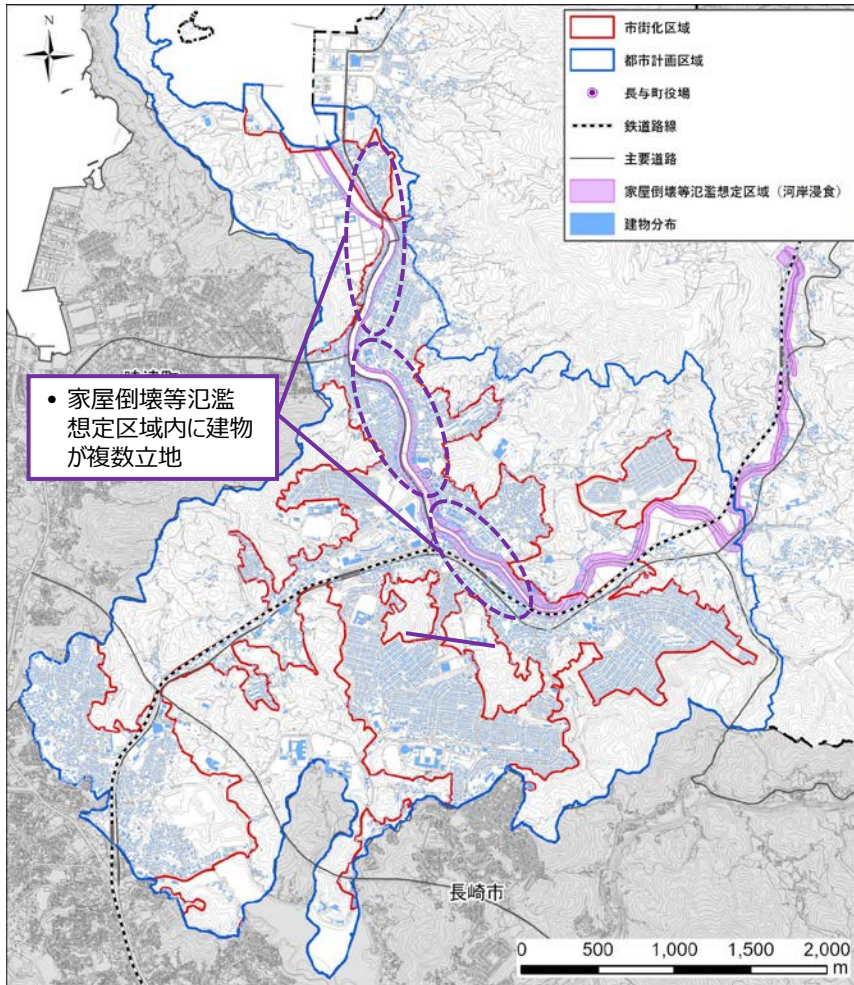 N
市街化区域
都市計画区域
長与町役場
鉄道路線
主要道路
家屋倒壊等氾濫想定区域（河岸浸食）
建物分布
• 家屋倒壊等氾濫
想定区域内に建物
が複数立地
長崎市
0 500 1,000 1,500 2,000
m